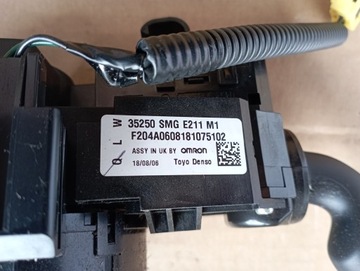 35250 SMG E211 M1
F204A0608181075102
ASSY IN UK BY OMRON
18/08/06 Toyo Denso
Q L W